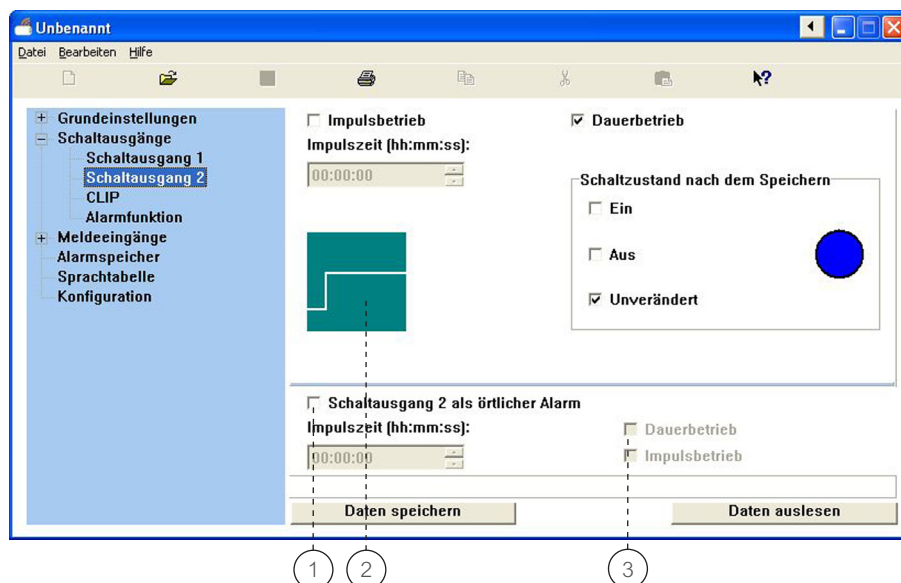 Unbenannt
Datei Bearbeiten Hilfe
Grundeinstellungen
Schaltausgänge
Schaltausgang 1
Schaltausgang 2
CLIP
Alarmfunktion
Meldeeingänge
Alarmspeicher
Sprachtabelle
Konfiguration
Impulsbetrieb
Impulszeit (hh:mm:ss):
00:00:00
Dauerbetrieb
Schaltzustand nach dem Speichern
Ein
Aus
Unverändert
Schaltausgang 2 als örtlicher Alarm
Impulszeit (hh:mm:ss):
00:00:00
Dauerbetrieb
Impulsbetrieb
Daten speichern
Daten auslesen
1
2
3